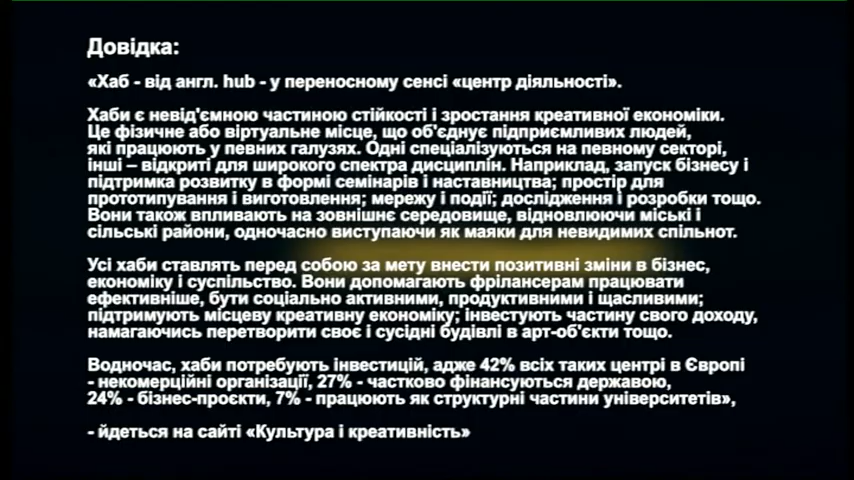 Довідка:
«Хаб - від англ. hub - у переносному сенсі «центр діяльності».
Хаби є невід'ємною частиною стійкості і зростання креативної економіки.
Це фізичне або віртуальне місце, що об'єднує підприємливих людей,
які працюють у певних галузях. Одні спеціалізуються на певному секторі,
інші – відкриті для широкого спектра дисциплін. Наприклад, запуск бізнесу і
підтримка розвитку в формі семінарів і наставництва; простір для
прототипування і виготовлення; мережу і події; дослідження і розробки тощо.
Вони також впливають на зовнішнє середовище, відновлюючи міські і
сільські райони, одночасно виступаючи як маяки для невидимих спільнот.
Усі хаби ставлять перед собою за мету внести позитивні зміни в бізнес,
економіку і суспільство. Вони допомагають фрілансерам працювати
ефективніше, бути соціально активними, продуктивними і щасливими;
підтримують місцеву креативну економіку; інвестують частину свого доходу,
намагаючись перетворити своє і сусідні будівлі в арт-об'єкти тощо.
Водночас, хаби потребують інвестицій, адже 42% всіх таких центрі в Європі
- некомерційні організації, 27% - частково фінансуються державою,
24% - бізнес-проєкти, 7% - працюють як структурні частини університетів»,
- йдеться на сайті «Культура і креативність»